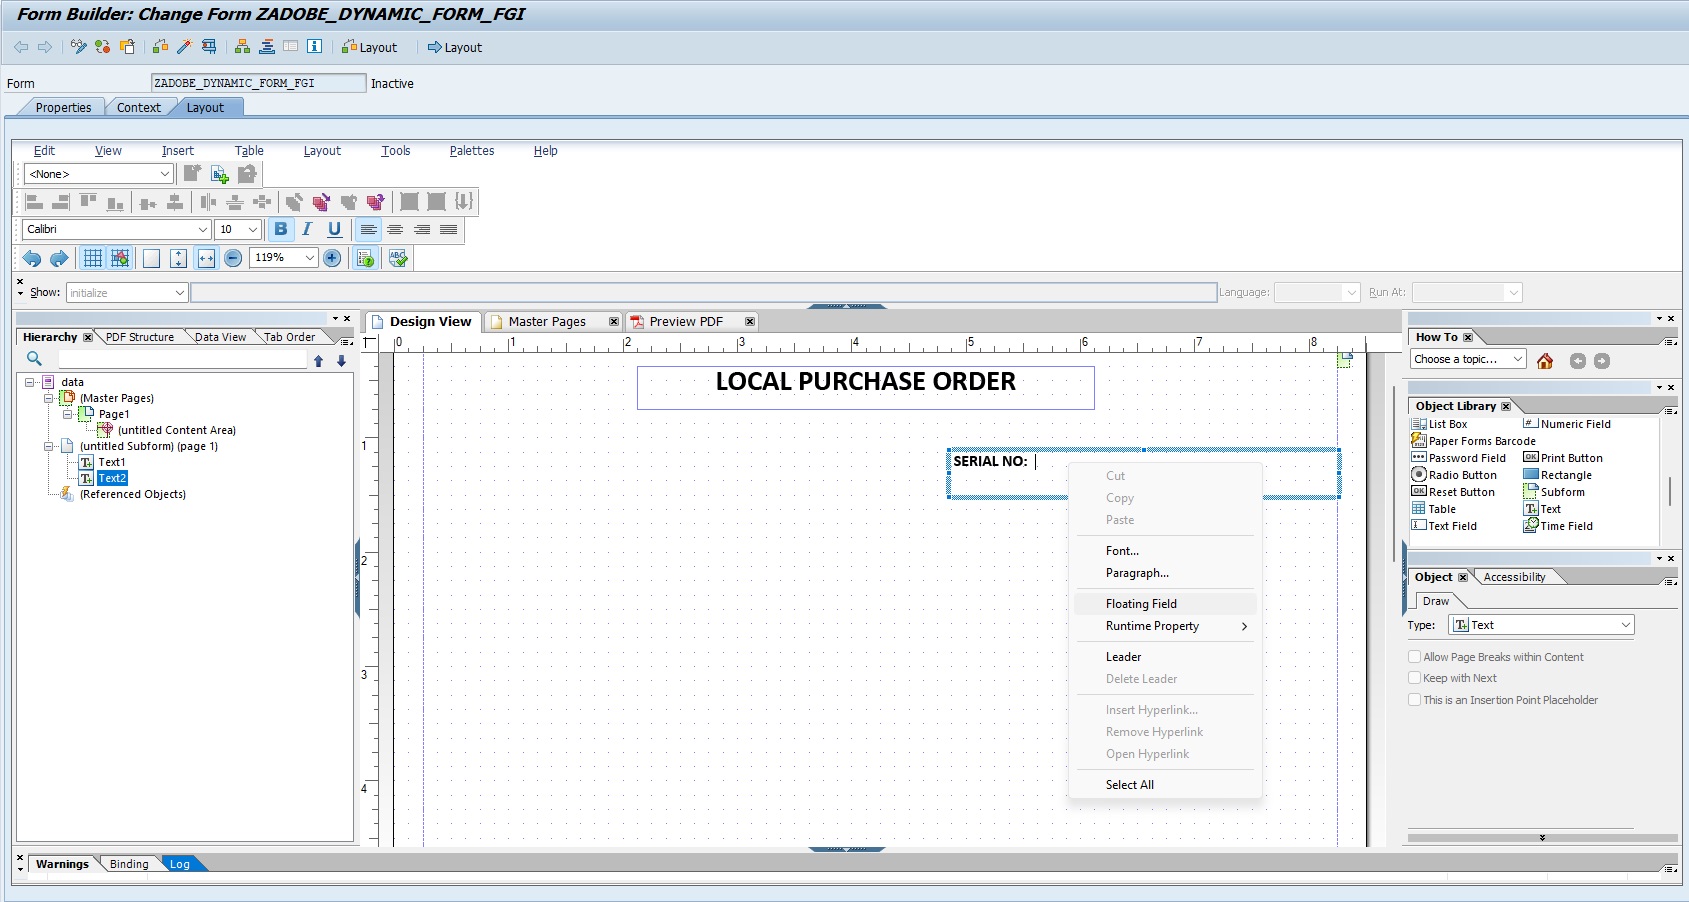 Form Builder: Change Form ZADOBE_DYNAMIC_FORM_FGI
Layout Layout
Form ZADOBE_DYNAMIC_FORM_FGI Inactive
Properties Context Layout
Edit View Insert Table Layout Tools Palettes Help
<None>
Calibri 10 B I U
119% ABC
Show: initialize Language: Run At:
Hierarchy PDF Structure Data View Tab Order
data
(Master Pages)
Page1
(untitled Content Area)
(untitled Subform) (page 1)
Text1
Text2
(Referenced Objects)
Design View Master Pages Preview PDF
0 1 2 3 4 5 6 7 8
1
2
3
4
LOCAL PURCHASE ORDER
SERIAL NO:
Cut
Copy
Paste
Font...
Paragraph...
Floating Field
Runtime Property
Leader
Delete Leader
Insert Hyperlink...
Remove Hyperlink
Open Hyperlink
Select All
How To
Choose a topic...
Object Library
List Box Numeric Field
Paper Forms Barcode
Password Field OK Print Button
Radio Button Rectangle
OK Reset Button Subform
Table Text
Text Field Time Field
Object Accessibility
Draw
Type: Text
Allow Page Breaks within Content
Keep with Next
This is an Insertion Point Placeholder
Warnings Binding Log